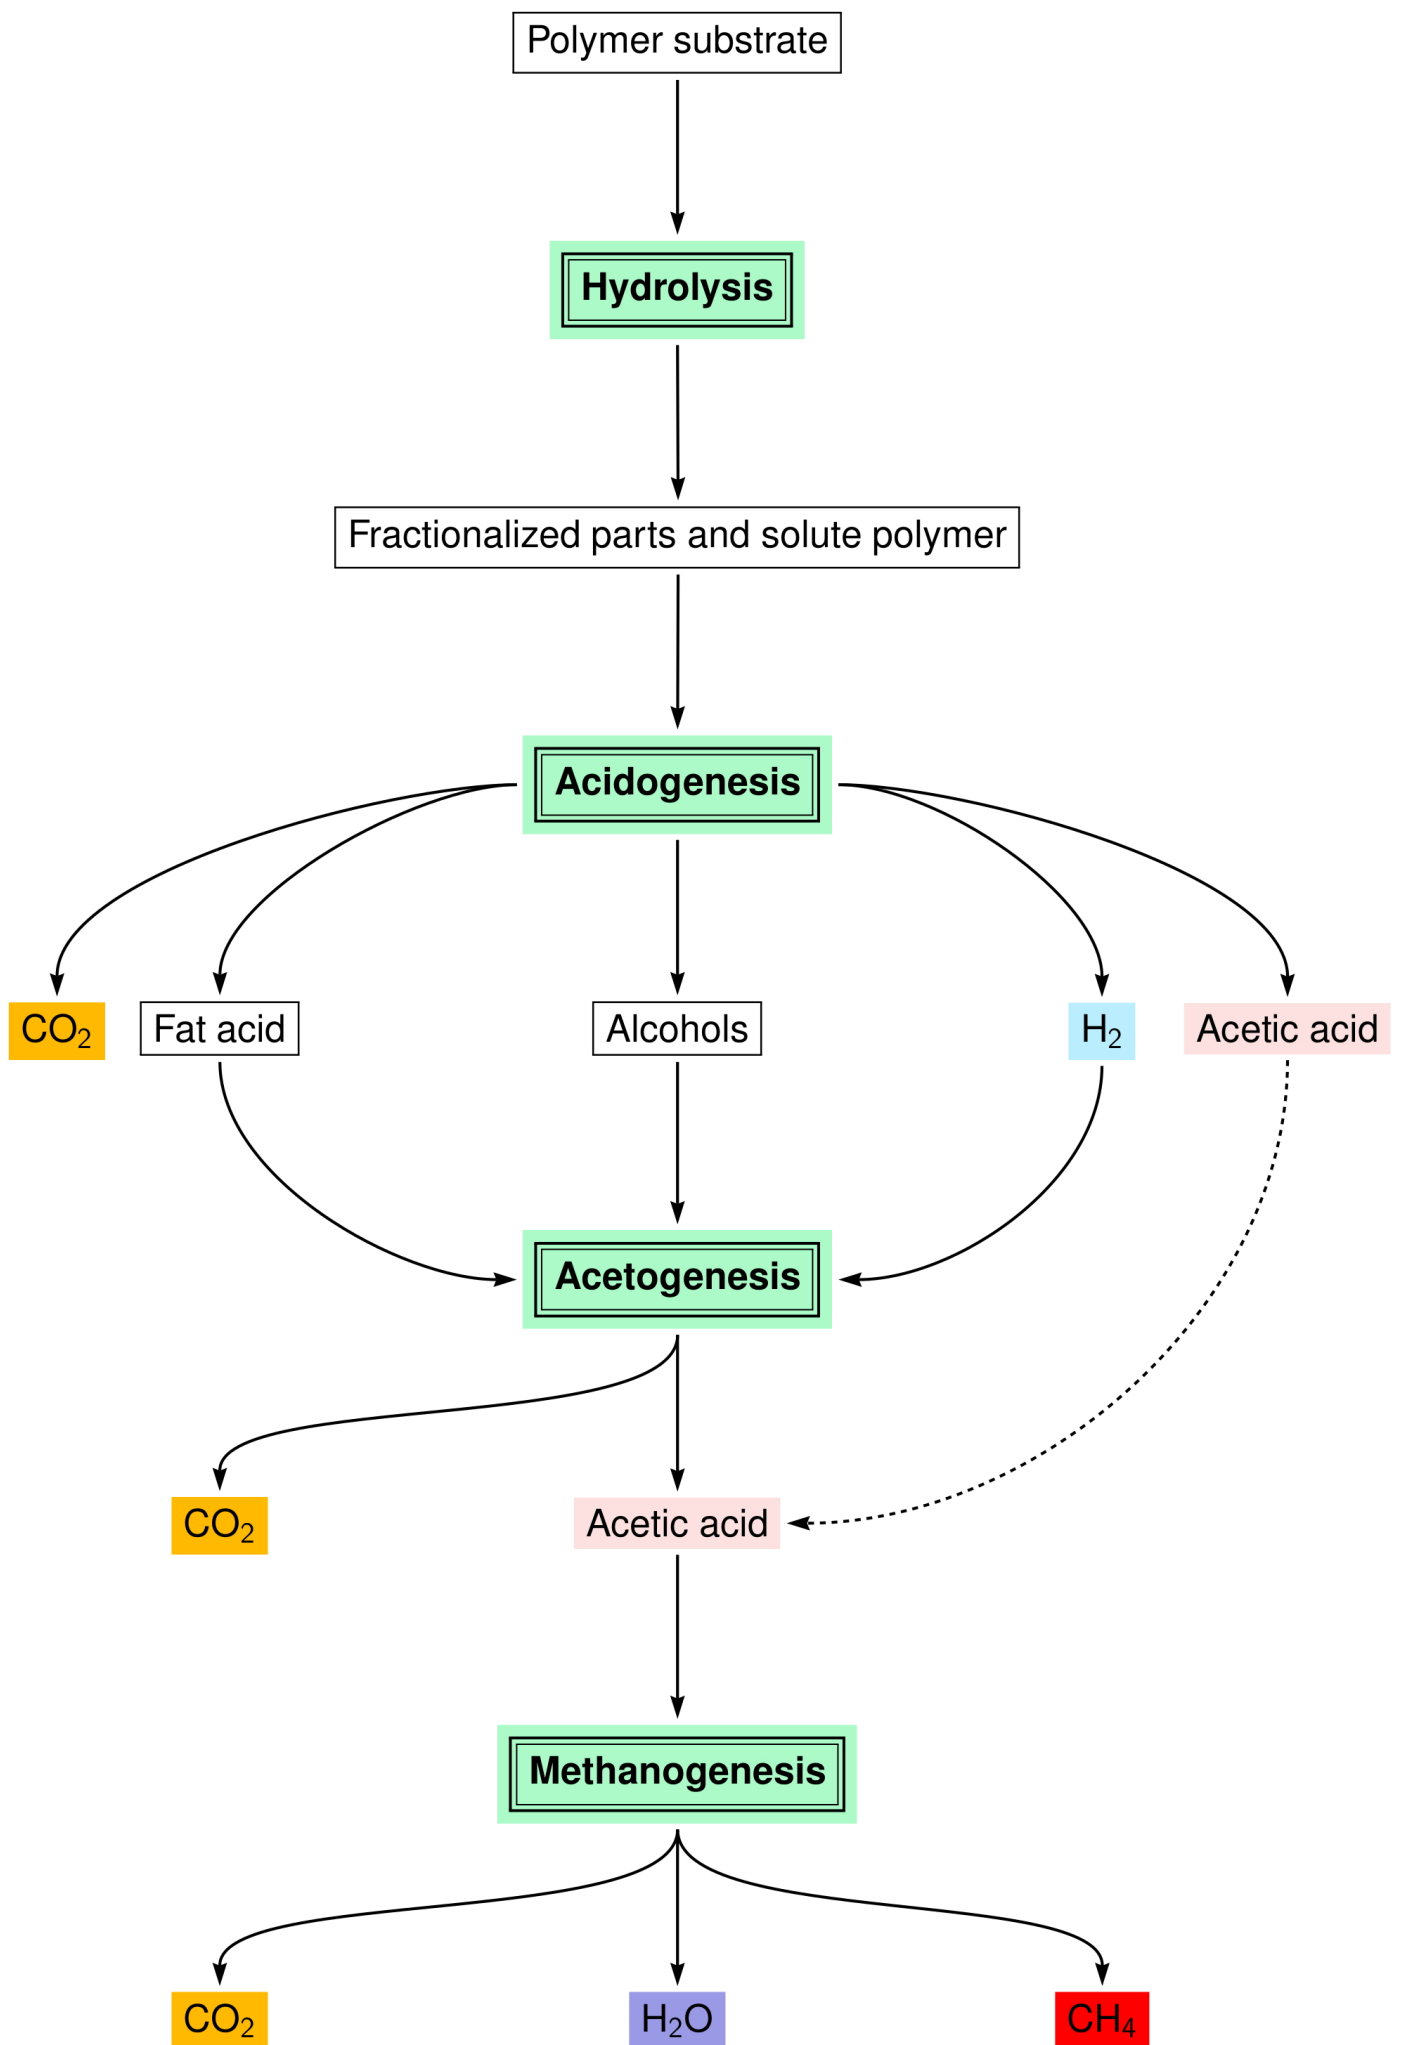 Polymer substrate
Hydrolysis
Fractionalized parts and solute polymer
Acidogenesis
CO₂
Fat acid
Alcohols
H₂
Acetic acid
Acetogenesis
CO₂
Acetic acid
Methanogenesis
CO₂
H₂O
CH₄